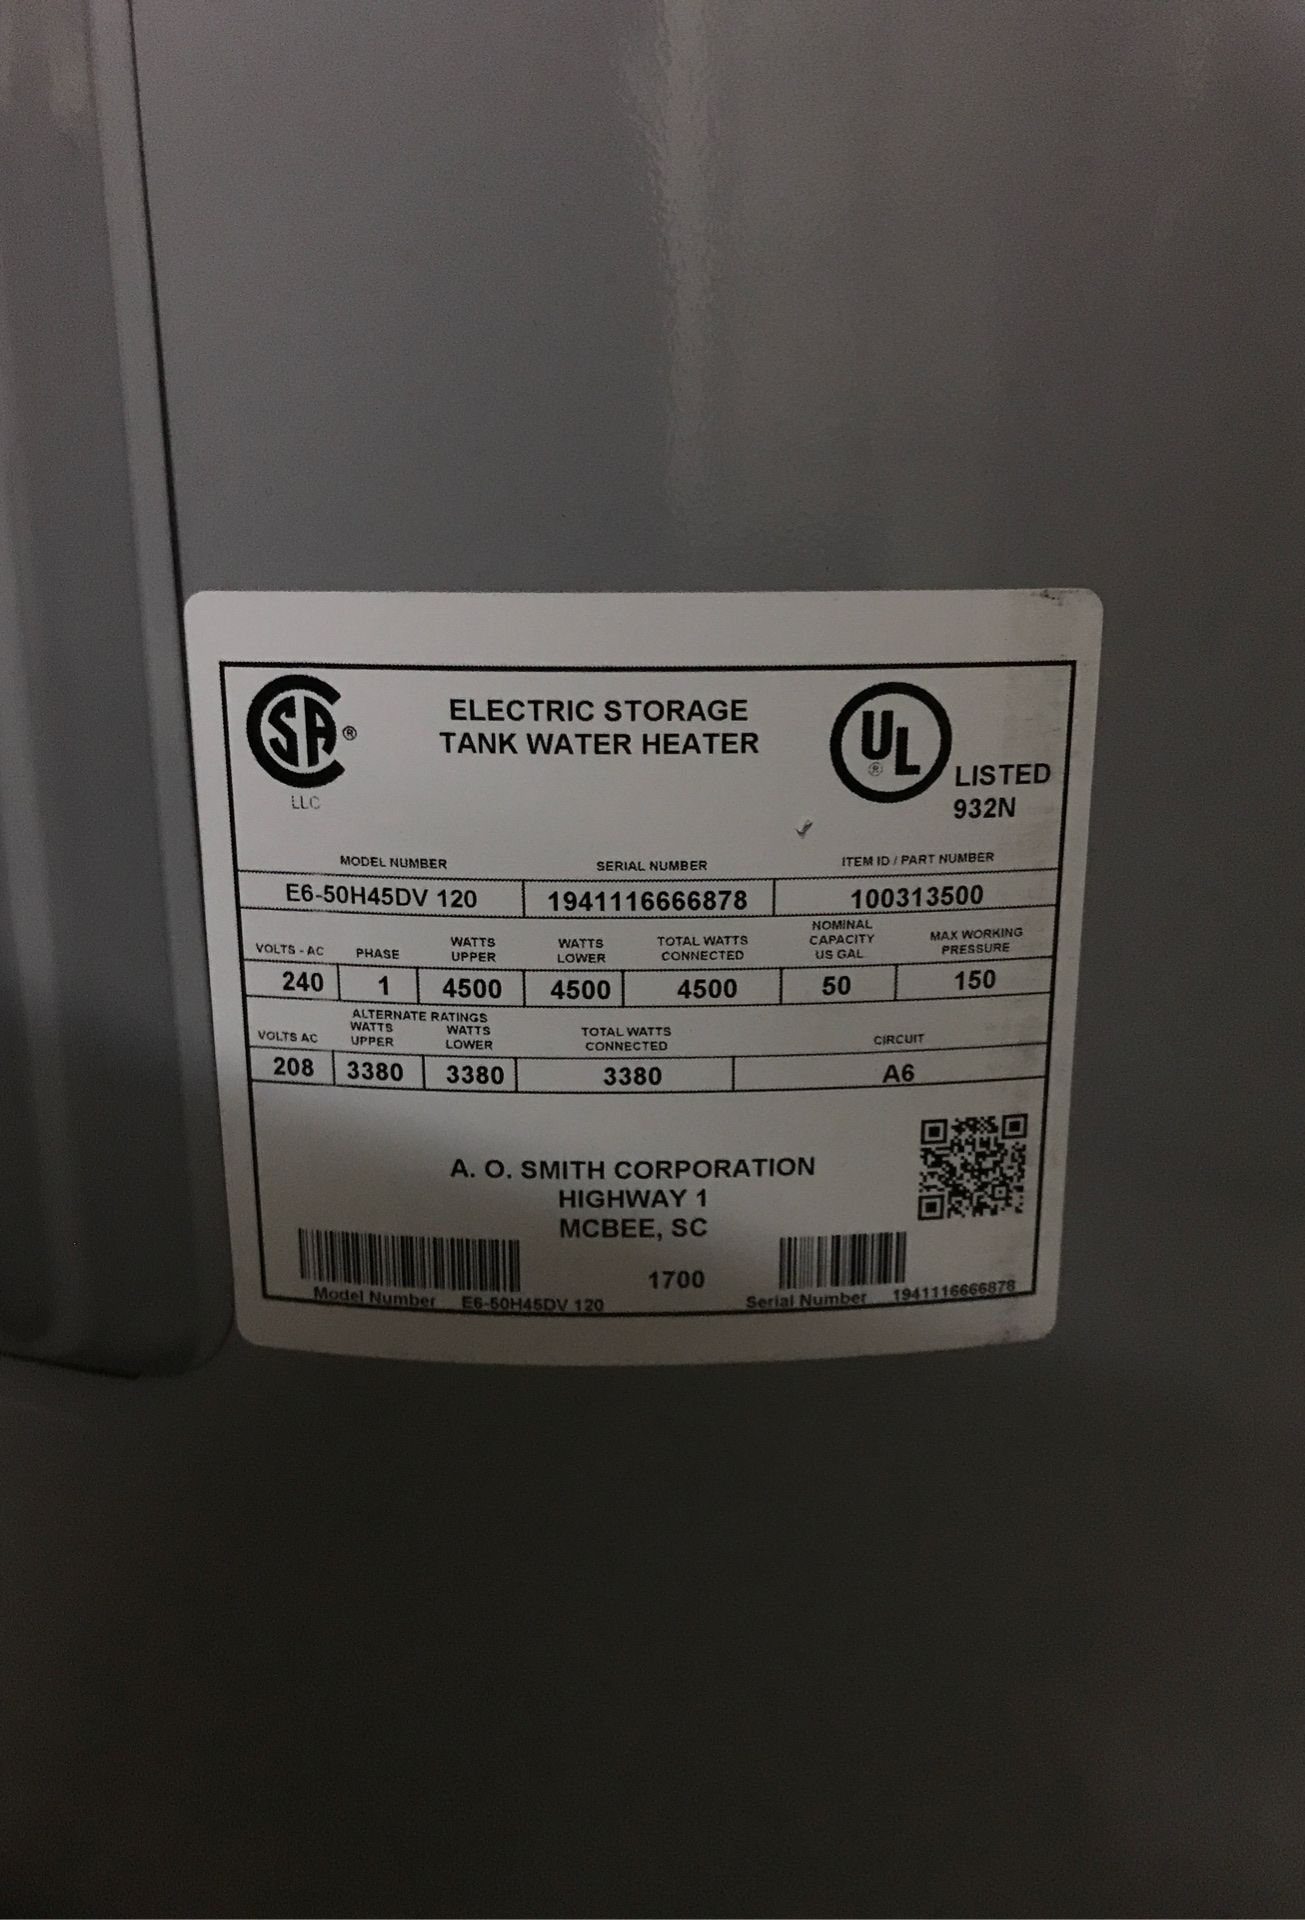 SA ®
LLC
ELECTRIC STORAGE
TANK WATER HEATER
UL ®
LISTED
932N
MODEL NUMBER SERIAL NUMBER ITEM ID / PART NUMBER
E6-50H45DV 120 1941116666878 100313500
VOLTS - AC PHASE WATTS UPPER WATTS LOWER TOTAL WATTS CONNECTED NOMINAL CAPACITY US GAL MAX WORKING PRESSURE
240 1 4500 4500 4500 50 150
ALTERNATE RATINGS
VOLTS AC WATTS UPPER WATTS LOWER TOTAL WATTS CONNECTED CIRCUIT
208 3380 3380 3380 A6
A. O. SMITH CORPORATION
HIGHWAY 1
MCBEE, SC
1700
Model Number E6-50H45DV 120
Serial Number 1941116666878